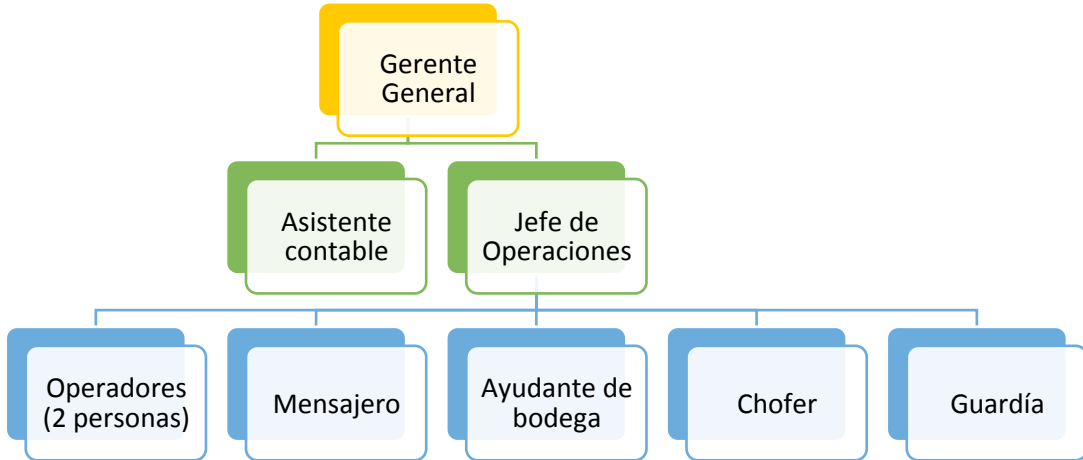 Gerente
General
Asistente
contable
Jefe de
Operaciones
Operadores
(2 personas)
Mensajero
Ayudante de
bodega
Chofer
Guardía